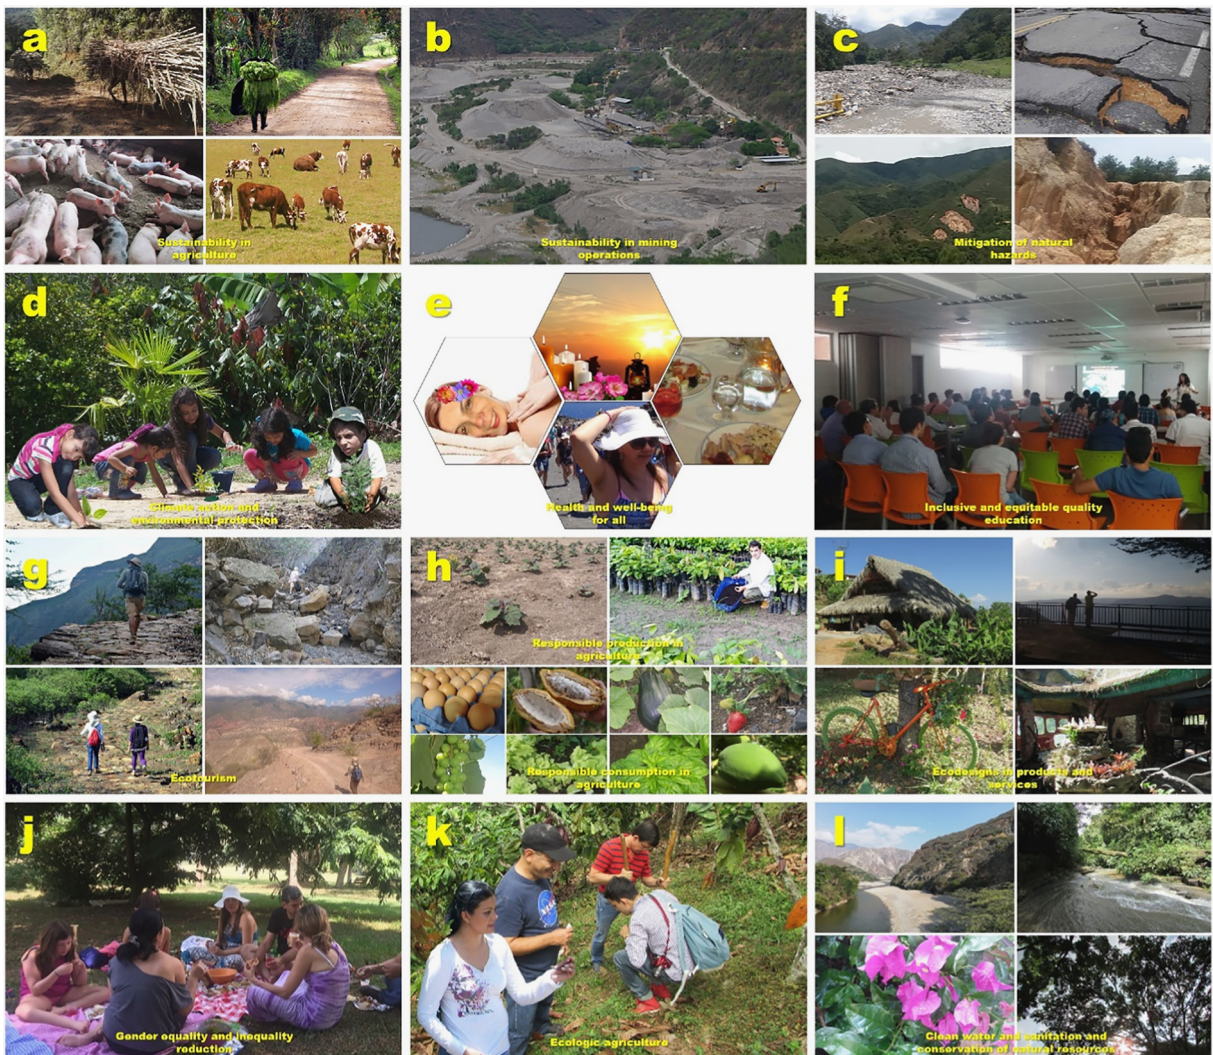 a
b
c
Sustainability in
agriculture
Sustainability in mining
operations
Mitigation of natural
hazards
d
e
f
Climate action and
environmental protection
Health and well-being
for all
Inclusive and equitable quality
education
g
h
i
Responsible production in
agriculture
Ecotourism
Responsible consumption in
agriculture
Ecodesigns in products and
services
j
k
l
NASA
Gender equality and inequality
reduction
Ecologic agriculture
Clean water and sanitation and
conservation of natural resources